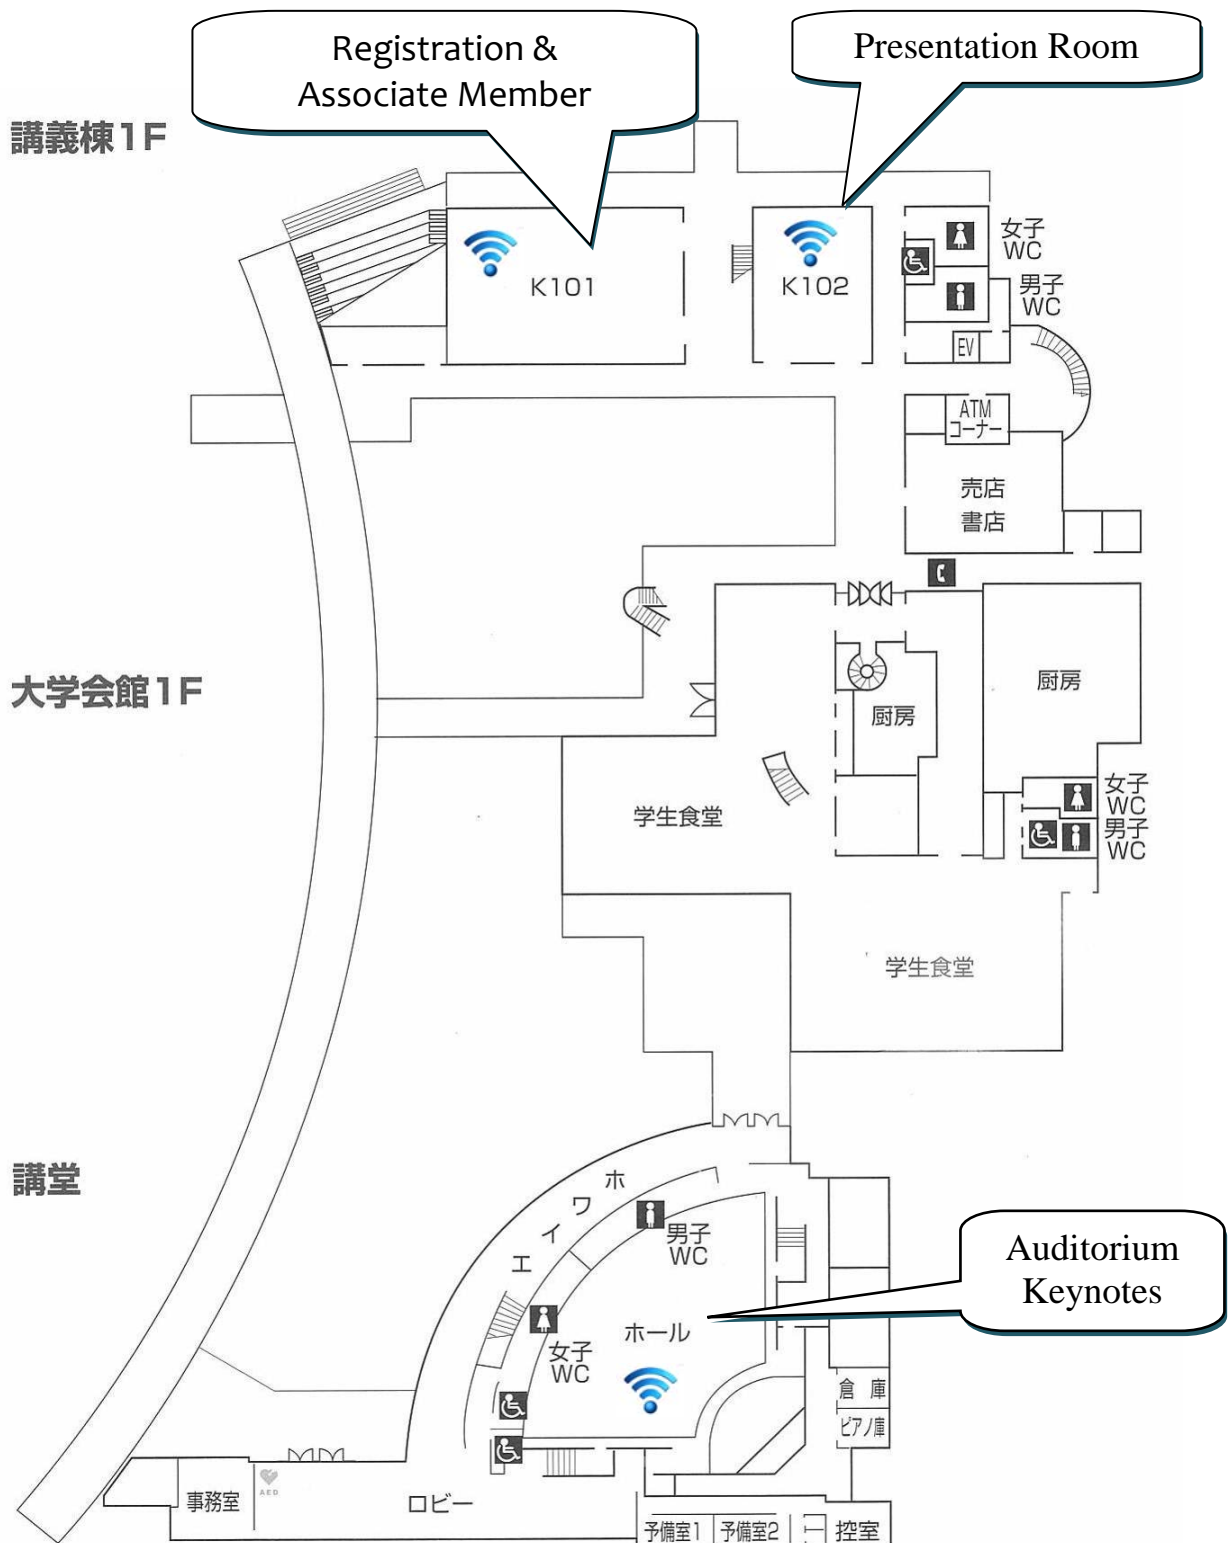 Registration &
Associate Member
Presentation Room
講義棟1F
K101
K102
女子
WC
男子
WC
EV
ATM
コーナー
売店
書店
大学会館1F
厨房
厨房
学生食堂
女子
WC
男子
WC
学生食堂
講堂
ホワイエ
男子
WC
女子
WC
ホール
Auditorium
Keynotes
倉庫
ピアノ庫
事務室
AED
ロビー
予備室1
予備室2
控室